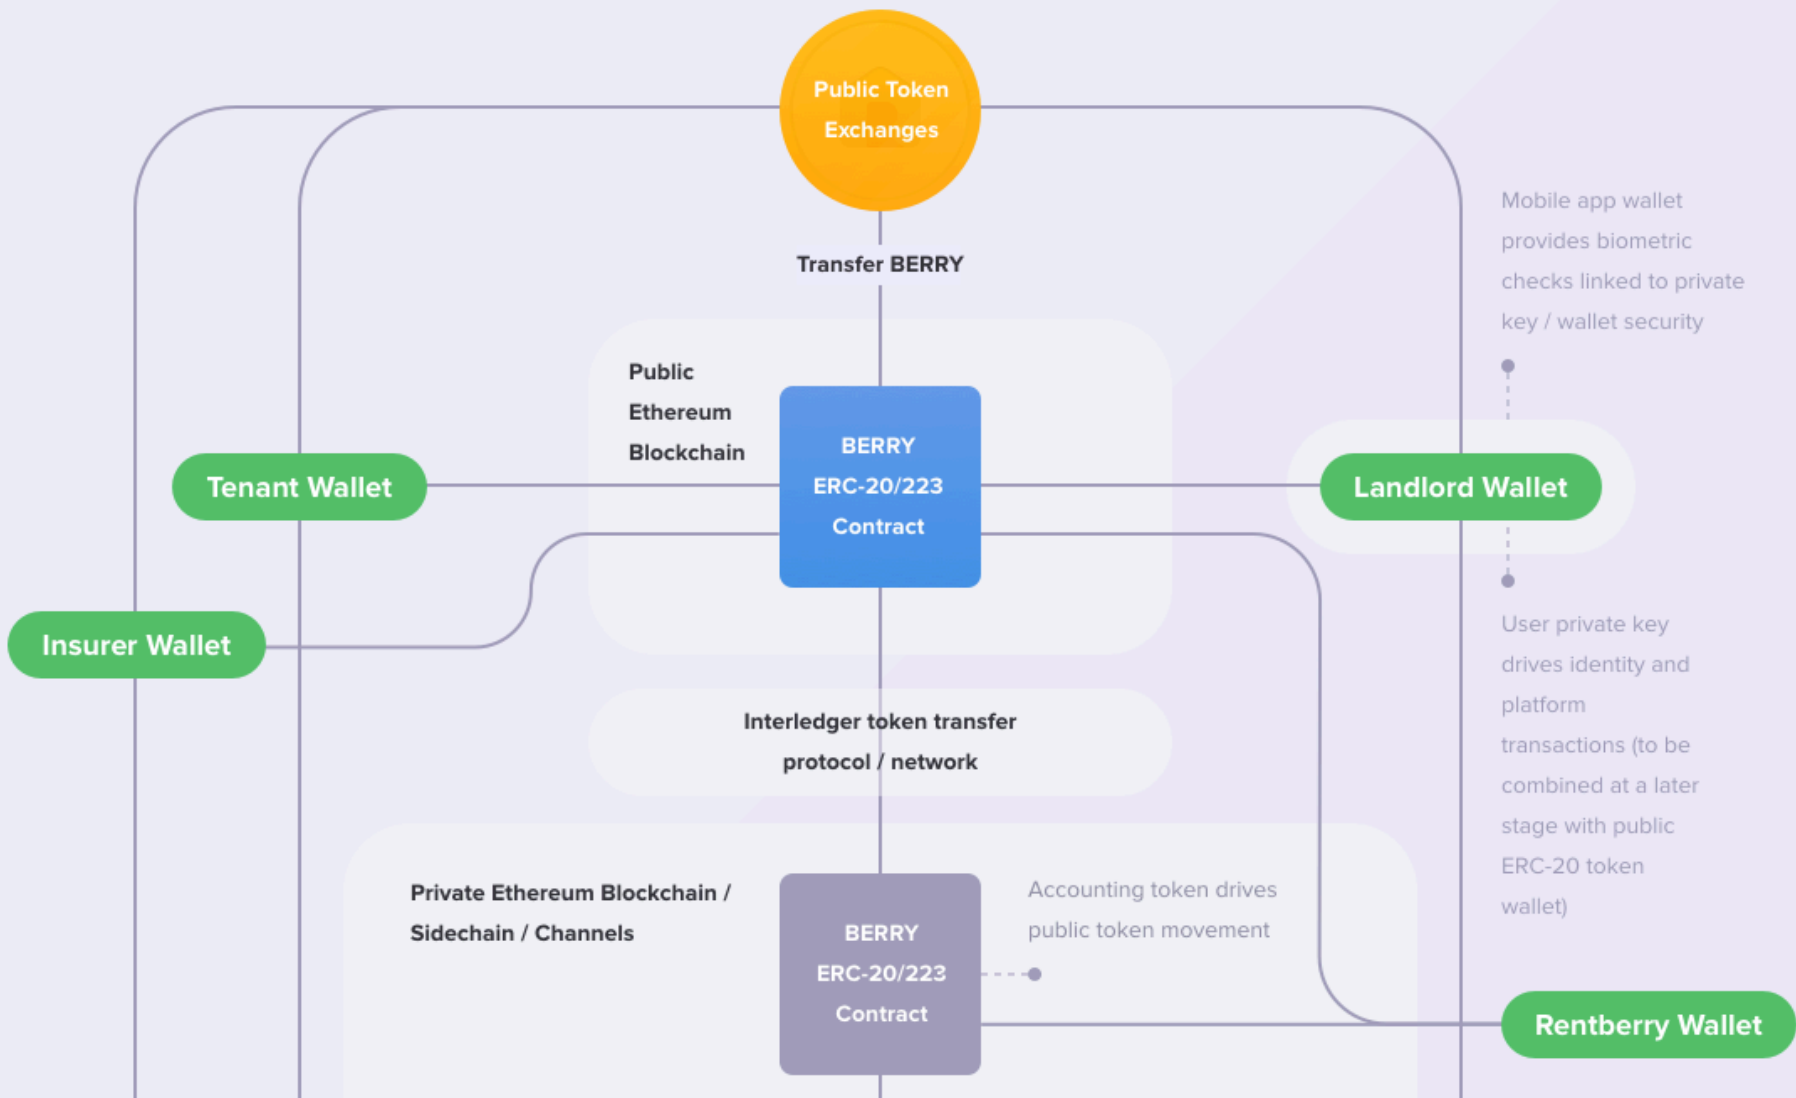 Public Token
Exchanges
Transfer BERRY
Mobile app wallet
provides biometric
checks linked to private
key / wallet security
Public
Ethereum
Blockchain
BERRY
ERC-20/223
Contract
Tenant Wallet
Landlord Wallet
Insurer Wallet
User private key
drives identity and
platform
transactions (to be
combined at a later
stage with public
ERC-20 token
wallet)
Interledger token transfer
protocol / network
Private Ethereum Blockchain /
Sidechain / Channels
BERRY
ERC-20/223
Contract
Accounting token drives
public token movement
Rentberry Wallet